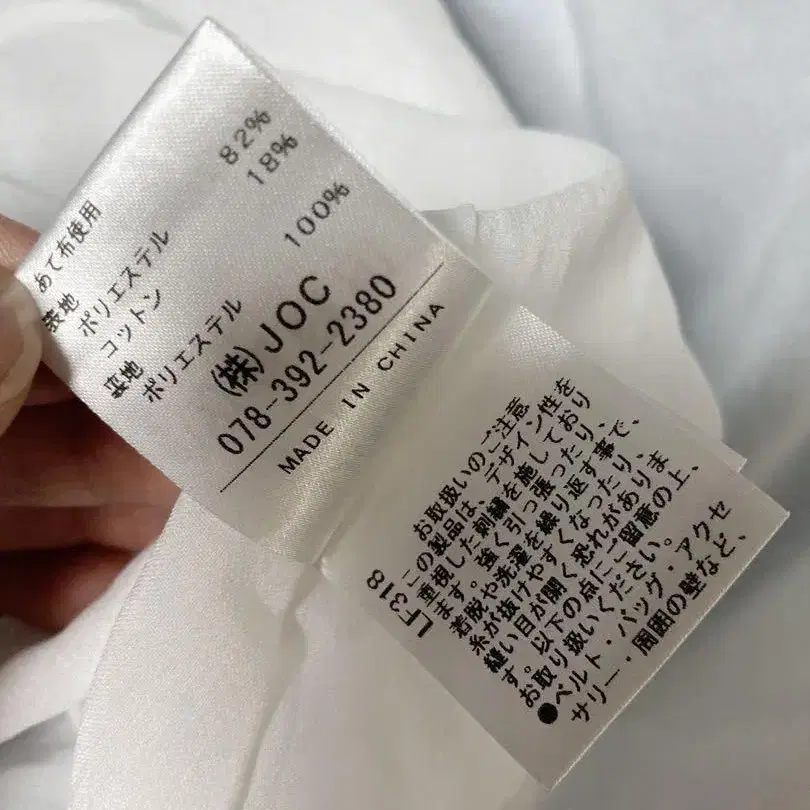 あて布使用
表地
ポリエステル 82%
コットン 18%
裏地
ポリエステル 100%
(株)JOC
078-392-2380
MADE IN CHINA
LF318
お取扱いのご注意
この製品は、デザイン性を
重視した刺繍を施しており
ます。強く引っ張ったり、
着脱や洗濯を繰り返す事で、
糸が抜けやすくなったり、
縫い目が開く恐れがありま
す。以下の点にご留意の上、
お取り扱いください。
●ベルト・バッグ・アクセ
サリー・周囲の壁など、